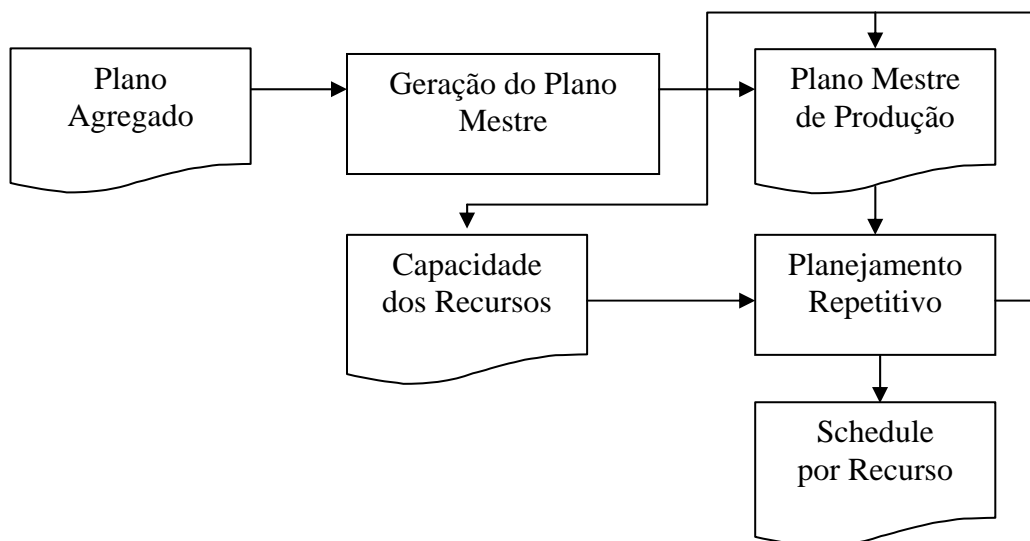 Plano
Agregado
Geração do Plano
Mestre
Plano Mestre
de Produção
Capacidade
dos Recursos
Planejamento
Repetitivo
Schedule
por Recurso